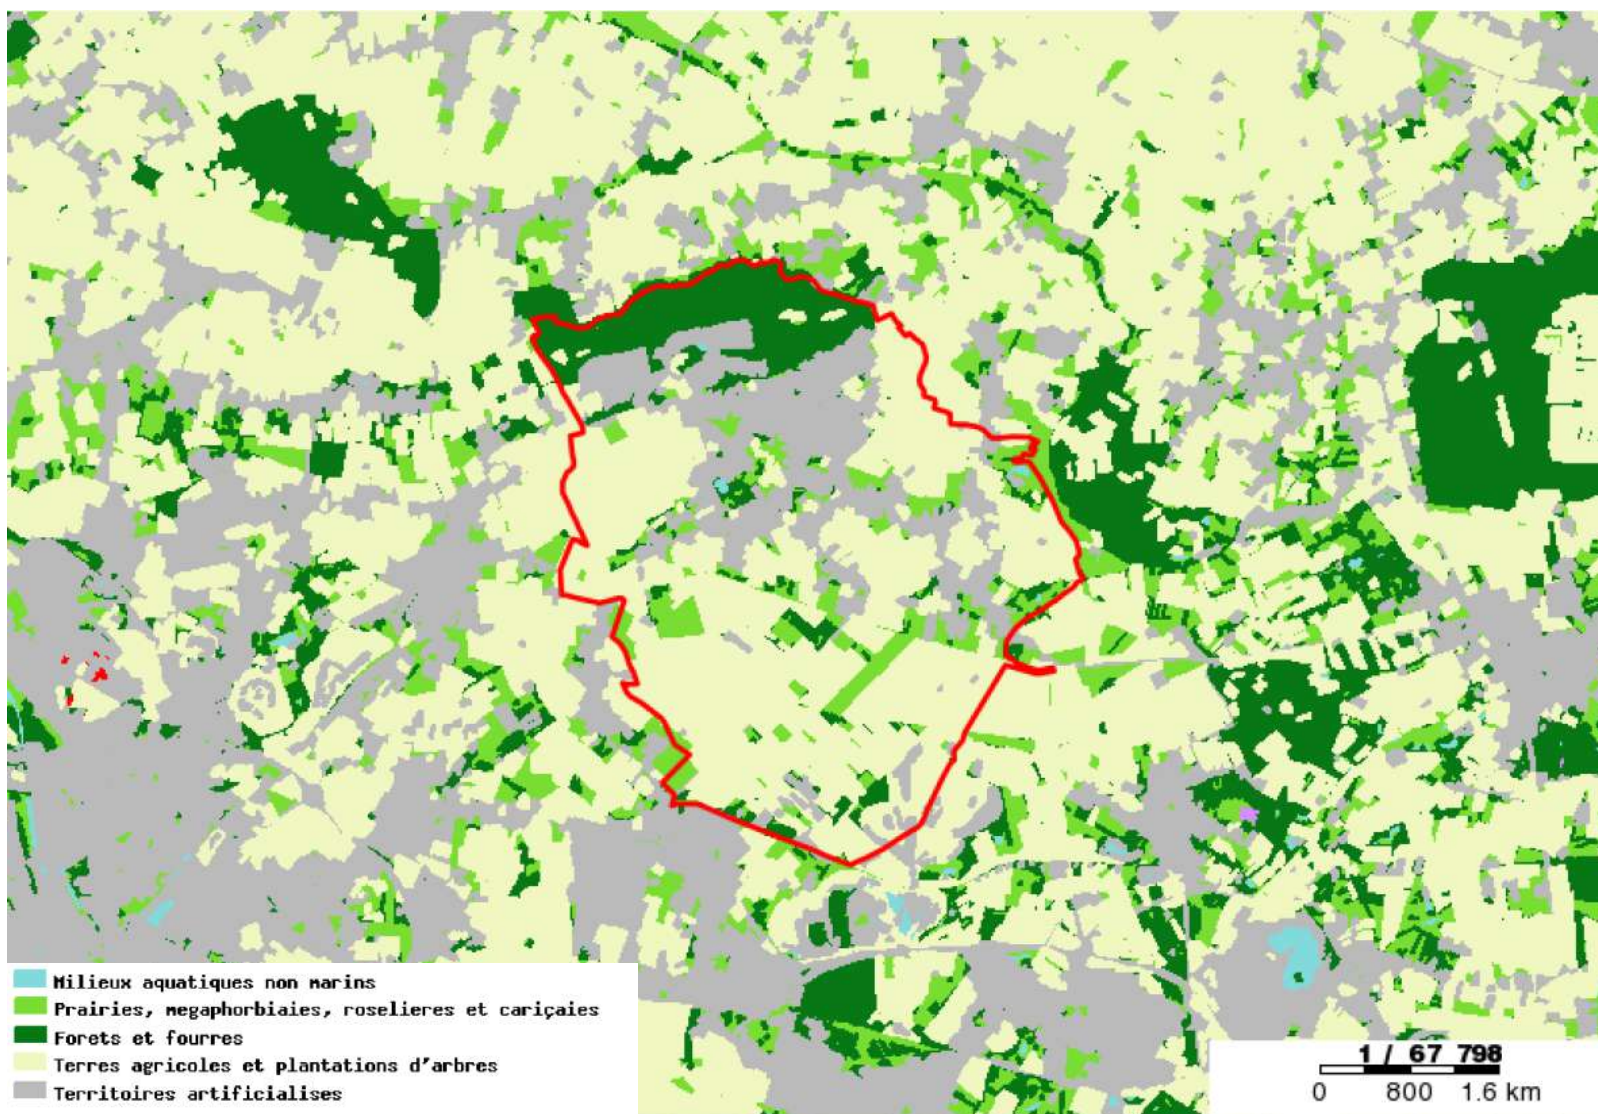 Milieux aquatiques non marins
Prairies, megaphorbiaies, roselieres et cariçaies
Forets et fourres
Terres agricoles et plantations d'arbres
Territoires artificialises
1 / 67 798
0 800 1.6 km